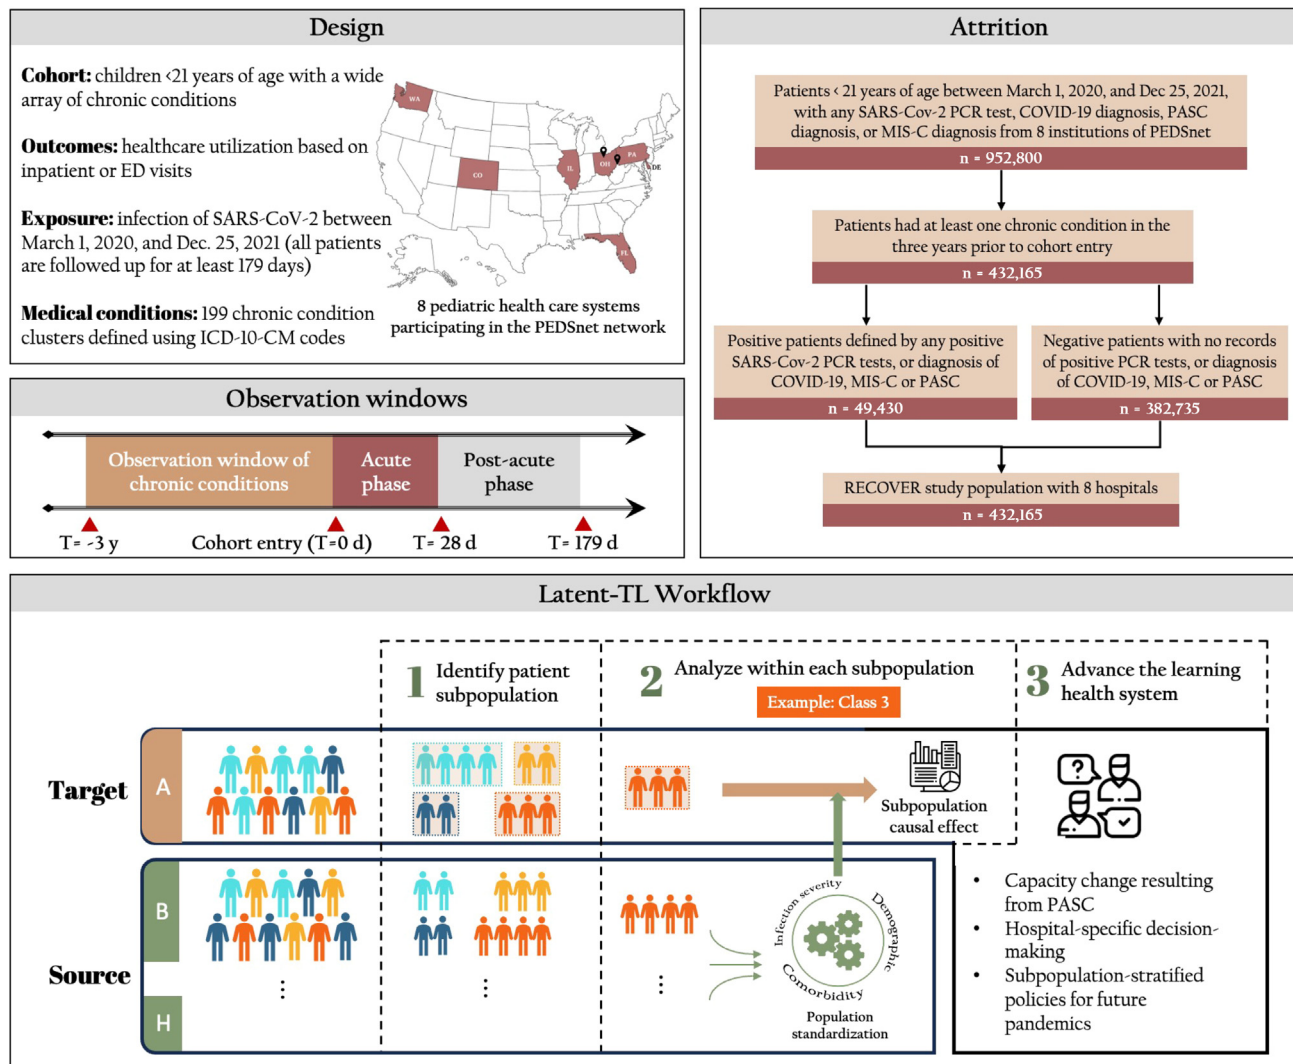 Design
Cohort: children <21 years of age with a wide
array of chronic conditions
Outcomes: healthcare utilization based on
inpatient or ED visits
Exposure: infection of SARS-CoV-2 between
March 1, 2020, and Dec. 25, 2021 (all patients
are followed up for at least 179 days)
Medical conditions: 199 chronic condition
clusters defined using ICD-10-CM codes
WA
CO
IL
OH
PA
DE
FL
8 pediatric health care systems
participating in the PEDSnet network
Attrition
Patients < 21 years of age between March 1, 2020, and Dec 25, 2021,
with any SARS-Cov-2 PCR test, COVID-19 diagnosis, PASC
diagnosis, or MIS-C diagnosis from 8 institutions of PEDSnet
n = 952,800
Patients had at least one chronic condition in the
three years prior to cohort entry
n = 432,165
Positive patients defined by any positive
SARS-Cov-2 PCR tests, or diagnosis of
COVID-19, MIS-C or PASC
n = 49,430
Negative patients with no records
of positive PCR tests, or diagnosis
of COVID-19, MIS-C or PASC
n = 382,735
RECOVER study population with 8 hospitals
n = 432,165
Observation windows
Observation window of
chronic conditions
Acute
phase
Post-acute
phase
T= -3 y
Cohort entry (T=0 d)
T= 28 d
T= 179 d
Latent-TL Workflow
1 Identify patient
subpopulation
2 Analyze within each subpopulation
Example: Class 3
3 Advance the learning
health system
Target
A
Subpopulation
causal effect
?
Source
B
⋮
H
⋮
⋮
Infection severity
Demographic
Comorbidity
Population
standardization
• Capacity change resulting
from PASC
• Hospital-specific decision-
making
• Subpopulation-stratified
policies for future
pandemics